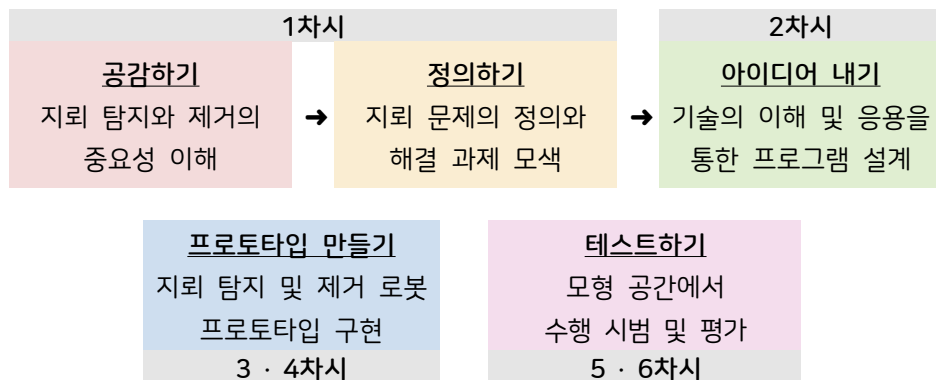 1차시
공감하기
지뢰 탐지와 제거의
중요성 이해
➜
정의하기
지뢰 문제의 정의와
해결 과제 모색
➜
2차시
아이디어 내기
기술의 이해 및 응용을
통한 프로그램 설계
프로토타입 만들기
지뢰 탐지 및 제거 로봇
프로토타입 구현
3 · 4차시
테스트하기
모형 공간에서
수행 시범 및 평가
5 · 6차시